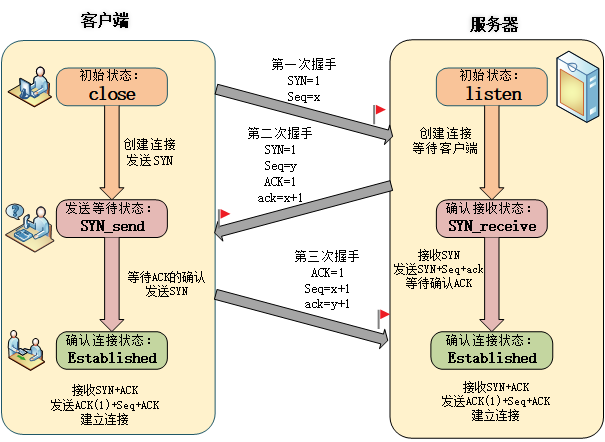 客户端
初始状态：
close
创建连接
发送SYN
发送等待状态：
SYN_send
等待ACK的确认
发送SYN
确认连接状态：
Established
接收SYN+ACK
发送ACK(1)+Seq+ACK
建立连接
第一次握手
SYN=1
Seq=x
第二次握手
SYN=1
Seq=y
ACK=1
ack=x+1
第三次握手
ACK=1
Seq=x+1
ack=y+1
服务器
初始状态：
listen
创建连接
等待客户端
确认接收状态：
SYN_receive
接收SYN
发送SYN+Seq+ack
等待确认ACK
确认连接状态：
Established
接收SYN+ACK
发送ACK(1)+Seq+ACK
建立连接